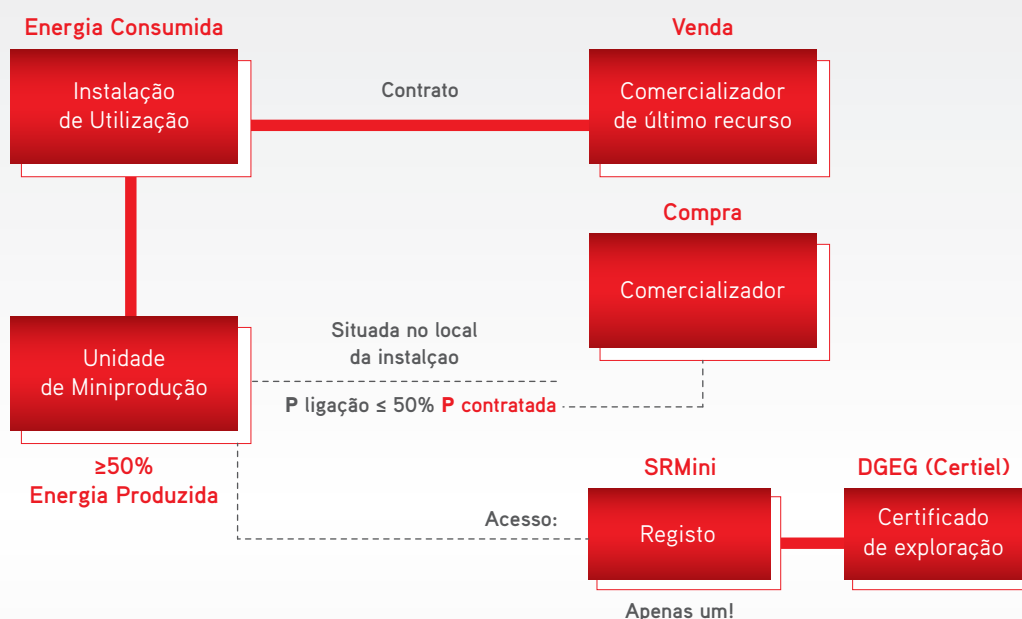 Energia Consumida
Instalação
de Utilização
Contrato
Venda
Comercializador
de último recurso
Compra
Comercializador
Unidade
de Miniprodução
Situada no local
da instalçao
P ligação ≤ 50% P contratada
≥50%
Energia Produzida
Acesso:
SRMini
Registo
Apenas um!
DGEG (Certiel)
Certificado
de exploração